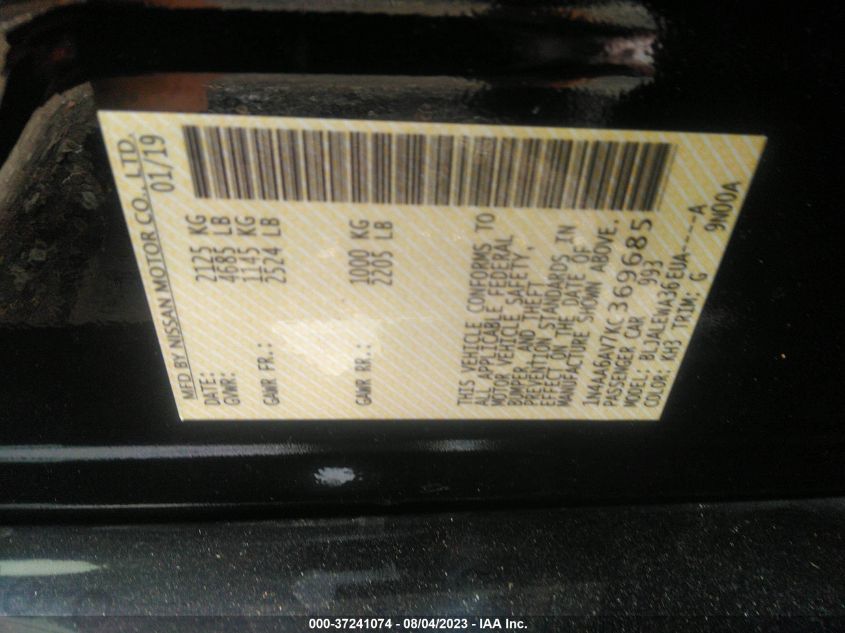 MFD BY NISSAN MOTOR CO., LTD.
DATE: 01/19
GVWR: 2125 KG
4685 LB
GAWR FR.: 1145 KG
2524 LB
GAWR RR.: 1000 KG
2205 LB
THIS VEHICLE CONFORMS TO
ALL APPLICABLE FEDERAL
MOTOR VEHICLE SAFETY,
BUMPER, AND THEFT
PREVENTION STANDARDS IN
EFFECT ON THE DATE OF
MANUFACTURE SHOWN ABOVE.
1N4AA6AV7KC369685
PASSENGER CAR 993
MODEL: BLJALEWA36EUA----A
COLOR: KH3 TRIM: G 9N00A
000-37241074 - 08/04/2023 - IAA Inc.